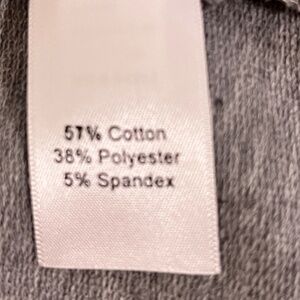 57% Cotton
38% Polyester
5% Spandex